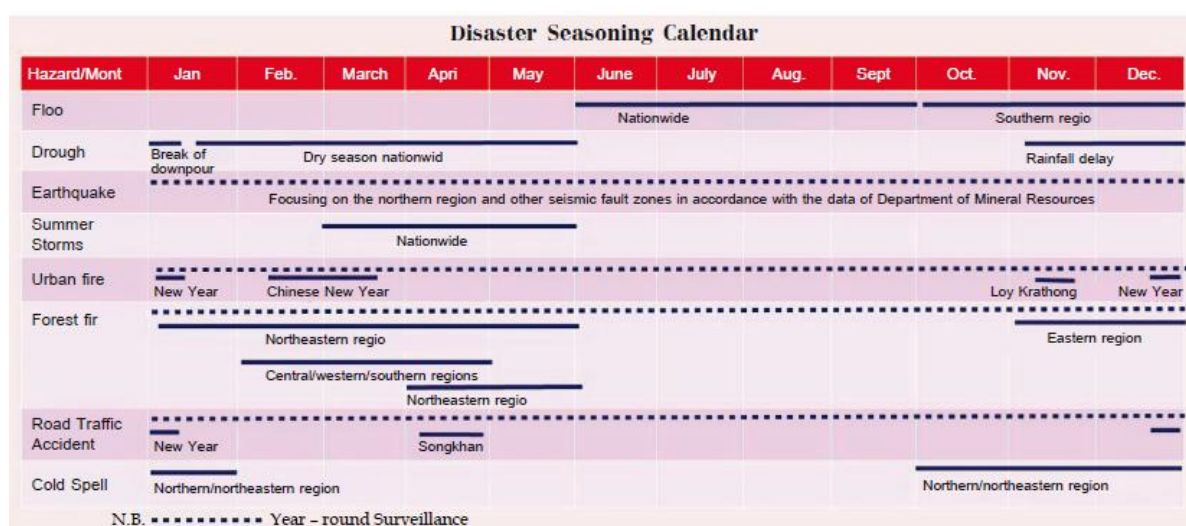 Disaster Seasoning Calendar
Hazard/Mont Jan Feb. March Apri May June July Aug. Sept Oct. Nov. Dec.
Floo
Nationwide Southern regio
Drough
Break of
downpour
Dry season nationwid Rainfall delay
Earthquake
Focusing on the northern region and other seismic fault zones in accordance with the data of Department of Mineral Resources
Summer
Storms
Nationwide
Urban fire
New Year Chinese New Year Loy Krathong New Year
Forest fir
Northeastern regio Eastern region
Central/western/southern regions
Northeastern regio
Road Traffic
Accident
New Year Songkhan
Cold Spell
Northern/northeastern region Northern/northeastern region
N.B. Year – round Surveillance